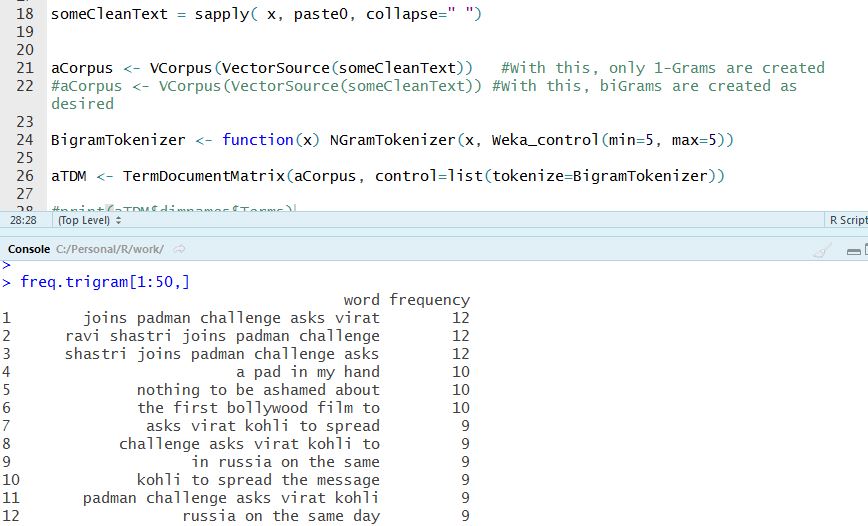 18 someCleanText = sapply( x, paste0, collapse=" ")
19
20
21 aCorpus <- VCorpus(VectorSource(someCleanText))   #With this, only 1-Grams are created
22 #aCorpus <- VCorpus(VectorSource(someCleanText)) #With this, biGrams are created as
desired
23
24 BigramTokenizer <- function(x) NGramTokenizer(x, Weka_control(min=5, max=5))
25
26 aTDM <- TermDocumentMatrix(aCorpus, control=list(tokenize=BigramTokenizer))
27
28 #print(aTDM$dimnames$Terms)
28:28 (Top Level) R Script
Console C:/Personal/R/work/
>
> freq.trigram[1:50,]
word frequency
1 joins padman challenge asks virat 12
2 ravi shastri joins padman challenge 12
3 shastri joins padman challenge asks 12
4 a pad in my hand 10
5 nothing to be ashamed about 10
6 the first bollywood film to 10
7 asks virat kohli to spread 9
8 challenge asks virat kohli to 9
9 in russia on the same 9
10 kohli to spread the message 9
11 padman challenge asks virat kohli 9
12 russia on the same day 9